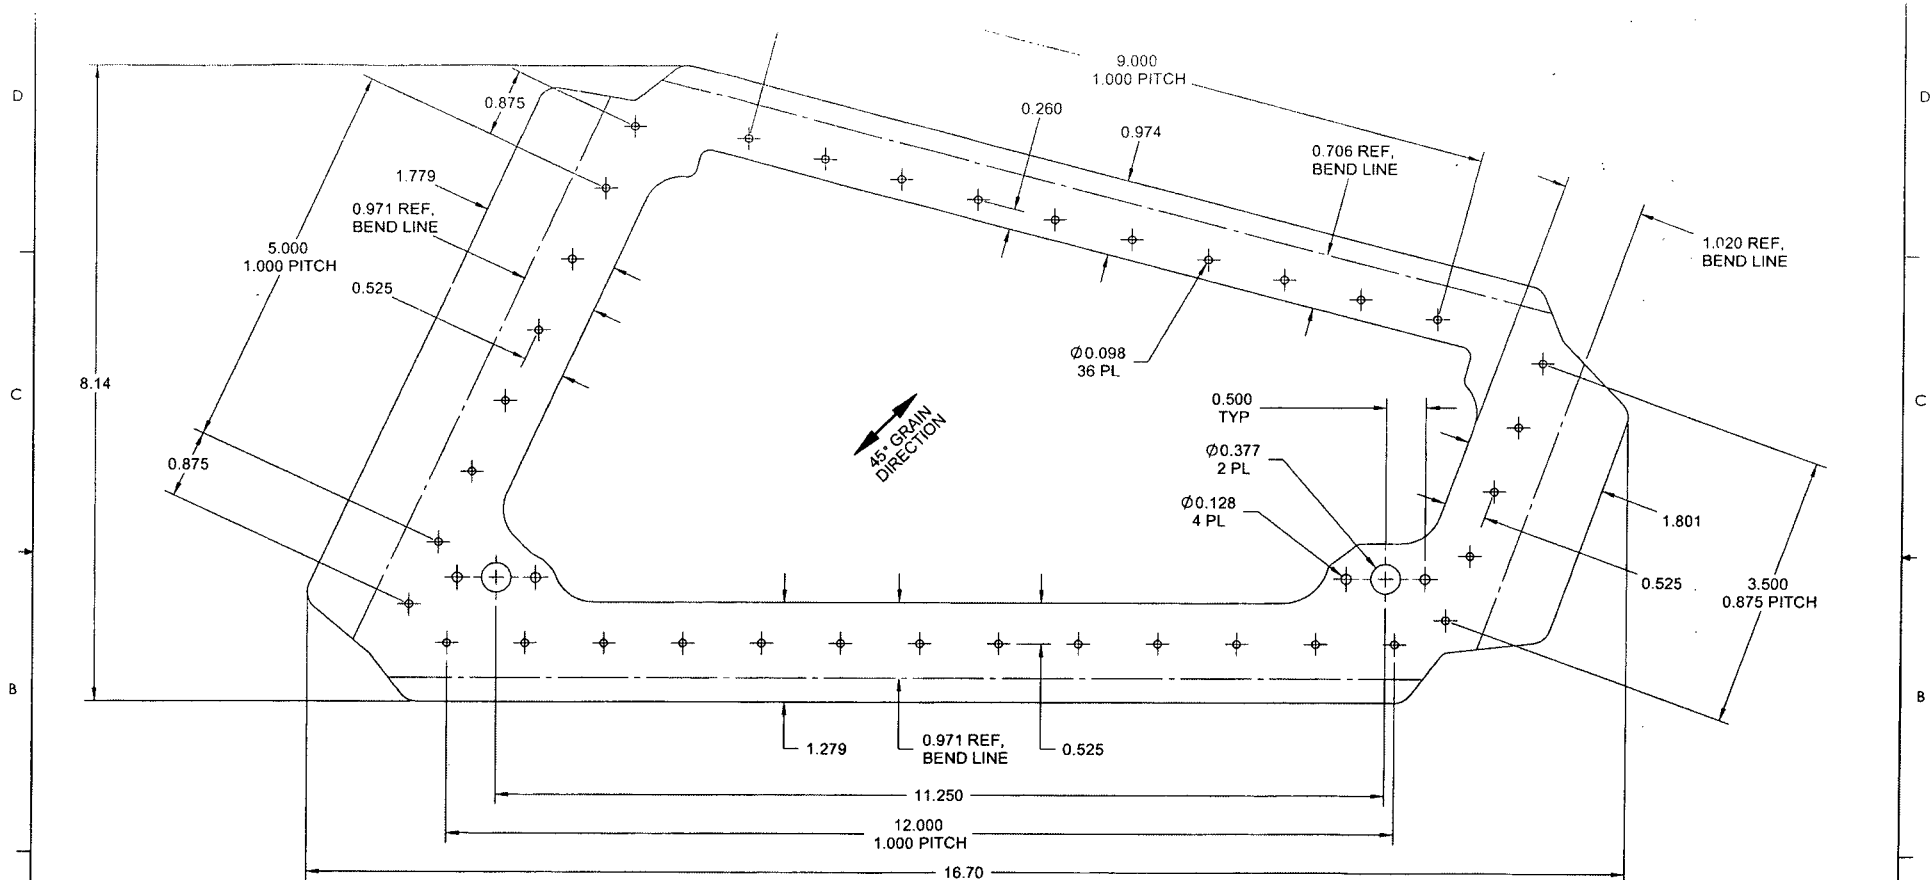 9.000
1.000 PITCH
D
D
0.875
0.260
0.974
0.706 REF,
BEND LINE
1.779
0.971 REF,
BEND LINE
5.000
1.000 PITCH
1.020 REF,
BEND LINE
0.525
Ø0.098
36 PL
8.14
C
C
0.500
TYP
45° GRAIN
DIRECTION
Ø0.377
2 PL
0.875
Ø0.128
4 PL
1.801
0.525
3.500
0.875 PITCH
B
B
1.279
0.971 REF,
BEND LINE
0.525
11.250
12.000
1.000 PITCH
16.70